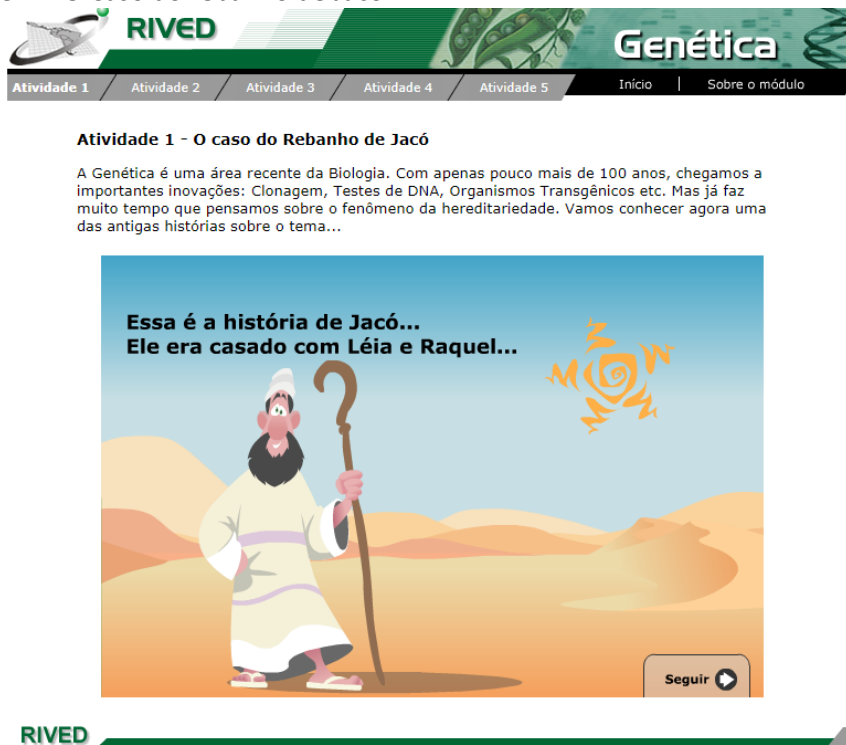 RIVED
Genética
Atividade 1 Atividade 2 Atividade 3 Atividade 4 Atividade 5 Início | Sobre o módulo
Atividade 1 - O caso do Rebanho de Jacó
A Genética é uma área recente da Biologia. Com apenas pouco mais de 100 anos, chegamos a
importantes inovações: Clonagem, Testes de DNA, Organismos Transgênicos etc. Mas já faz
muito tempo que pensamos sobre o fenômeno da hereditariedade. Vamos conhecer agora uma
das antigas histórias sobre o tema...
Essa é a história de Jacó...
Ele era casado com Léia e Raquel...
Seguir
RIVED